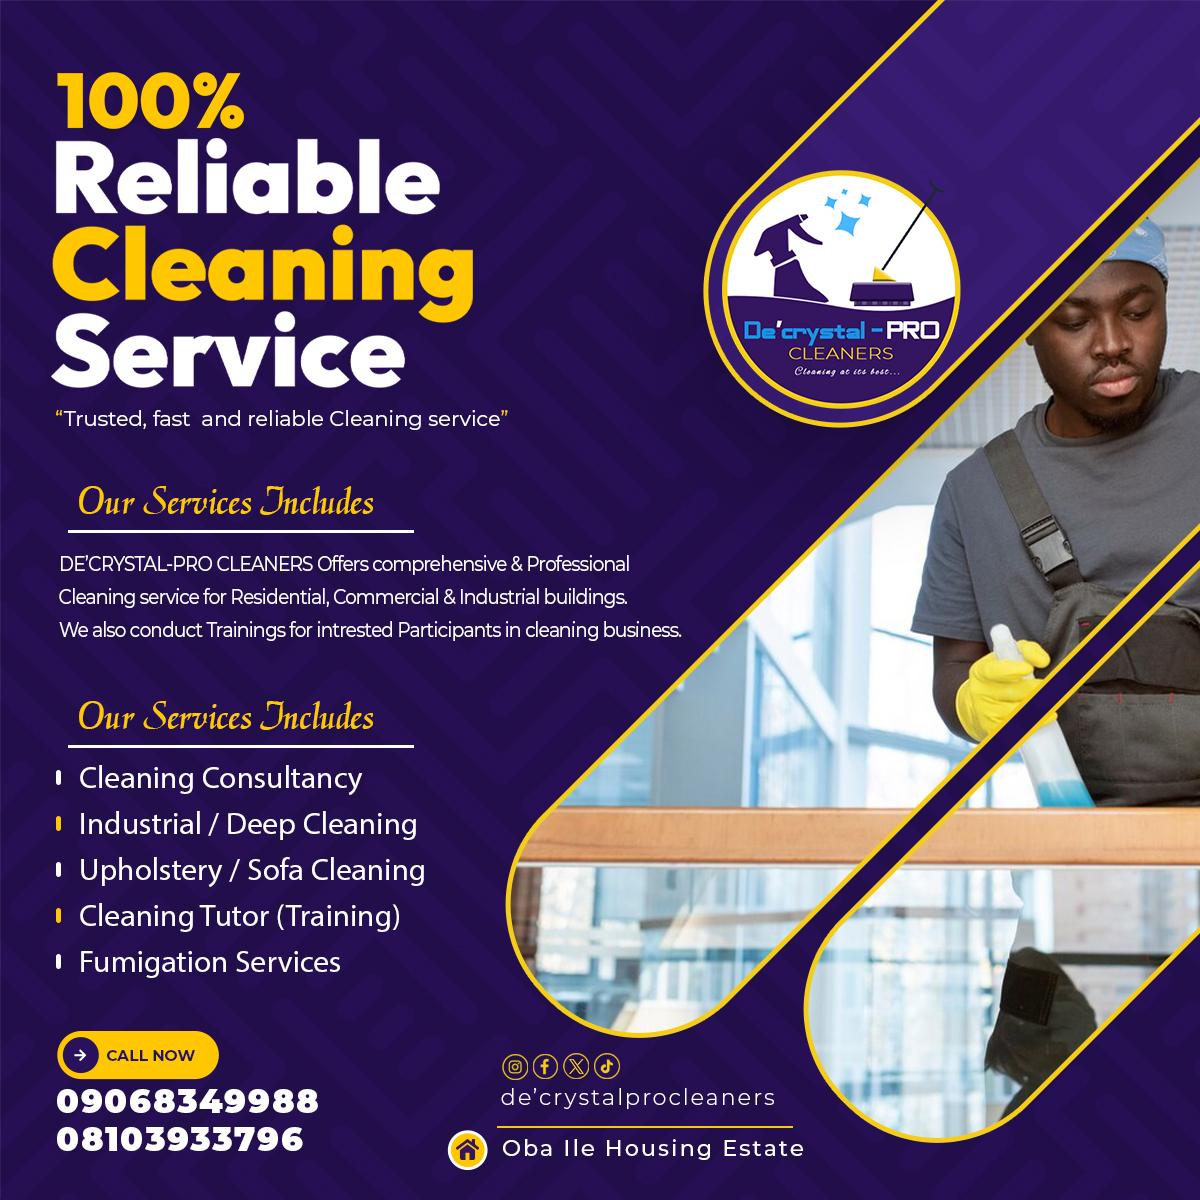 100%
Reliable
Cleaning
Service
“Trusted, fast  and reliable Cleaning service”
De’crystal - PRO
CLEANERS
Cleaning at its best...
Our Services Includes
DE’CRYSTAL-PRO CLEANERS Offers comprehensive & Professional
Cleaning service for Residential, Commercial & Industrial buildings.
We also conduct Trainings for intrested Participants in cleaning business.
Our Services Includes
Cleaning Consultancy
Industrial / Deep Cleaning
Upholstery / Sofa Cleaning
Cleaning Tutor (Training)
Fumigation Services
CALL NOW
09068349988
08103933796
de’crystalprocleaners
Oba Ile Housing Estate